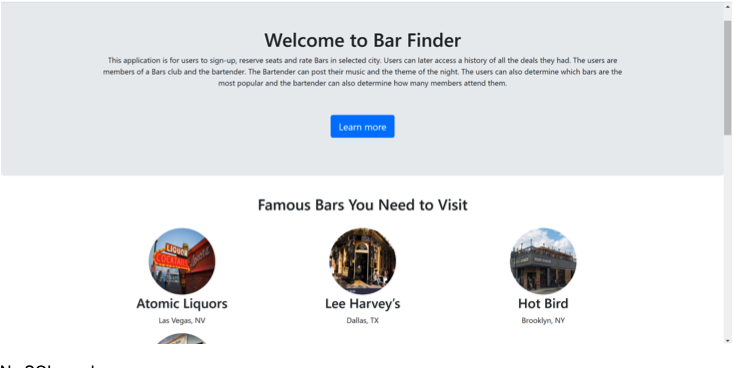 Welcome to Bar Finder
This application is for users to sign-up, reserve seats and rate Bars in selected city. Users can later access a history of all the deals they had. The users are
members of a Bars club and the bartender. The Bartender can post their music and the theme of the night. The users can also determine which bars are the
most popular and the bartender can also determine how many members attend them.
Learn more
Famous Bars You Need to Visit
LIQUOR
COCKTAILS
Atomic Liquors
Las Vegas, NV
Lee Harvey's
Dallas, TX
Hot Bird
Brooklyn, NY